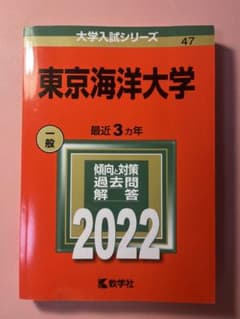 大学入試シリーズ
47
東京海洋大学
一般
最近3カ年
傾向と対策
過去問
解答
2022
教学社